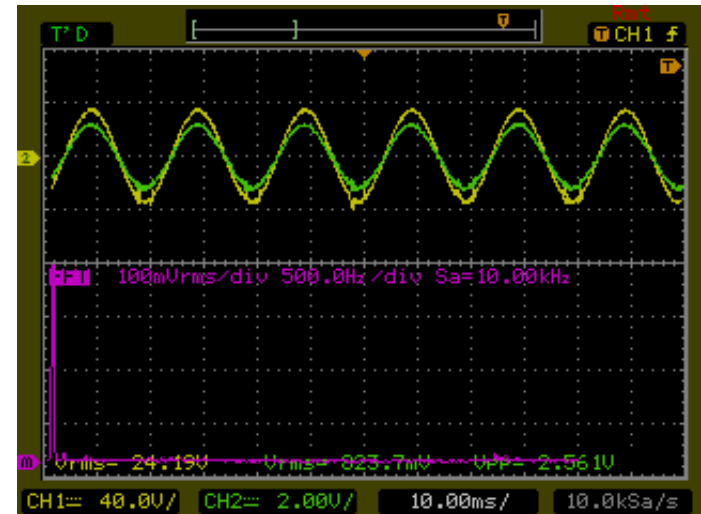 Rmt
T'D T CH1
T
2
FFT 100mVrms/div 500.0Hz/div Sa=10.00kHz
m Vrms= 24.19V Vrms= 823.7mV VPP= 2.561V
CH1 40.0V/ CH2 2.00V/ 10.00ms/ 10.0kSa/s